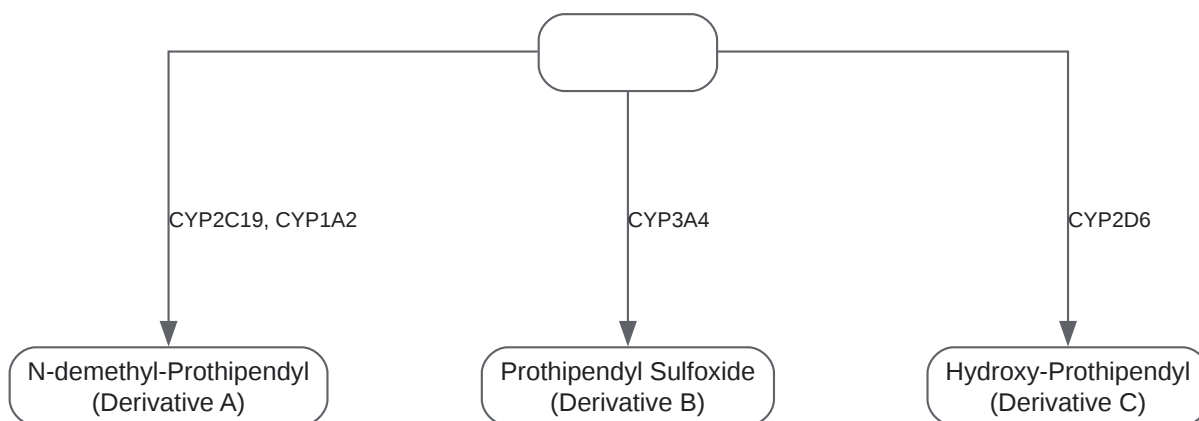 CYP2C19, CYP1A2
CYP3A4
CYP2D6
N-demethyl-Prothipendyl
(Derivative A)
Prothipendyl Sulfoxide
(Derivative B)
Hydroxy-Prothipendyl
(Derivative C)